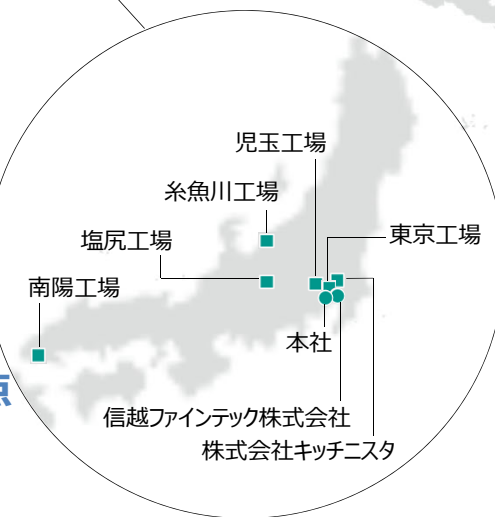 児玉工場
糸魚川工場
塩尻工場
東京工場
南陽工場
本社
点
信越ファインテック株式会社
株式会社キッチニスタ